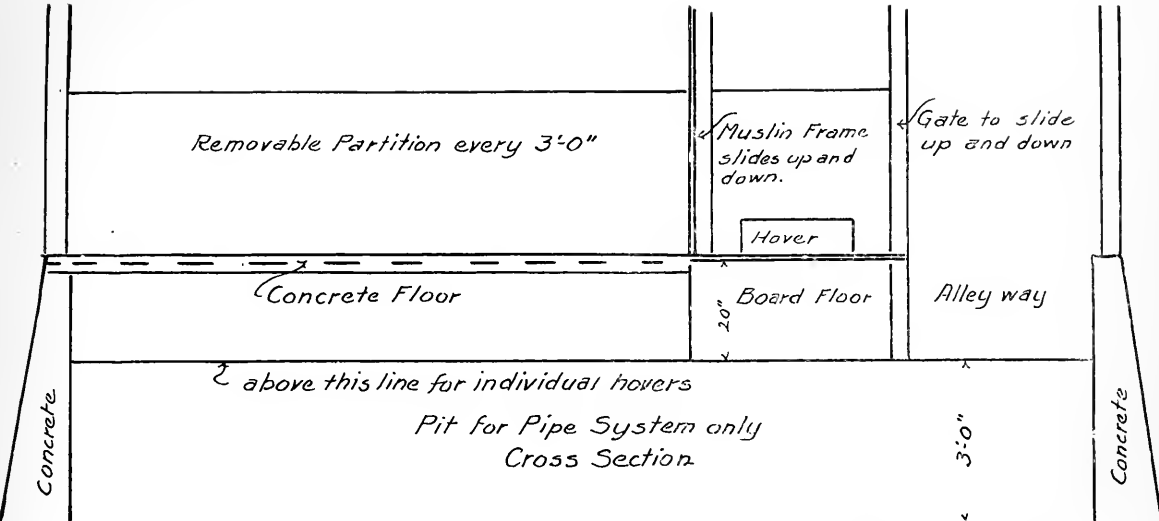 Removable Partition every 3'-0"
Muslin Frame
slides up and
down.
Gate to slide
up and down
Hover
Concrete Floor
20"
Board Floor
Alley way
above this line for individual hovers
Pit for Pipe System only
Cross Section
3'-0"
Concrete
Concrete